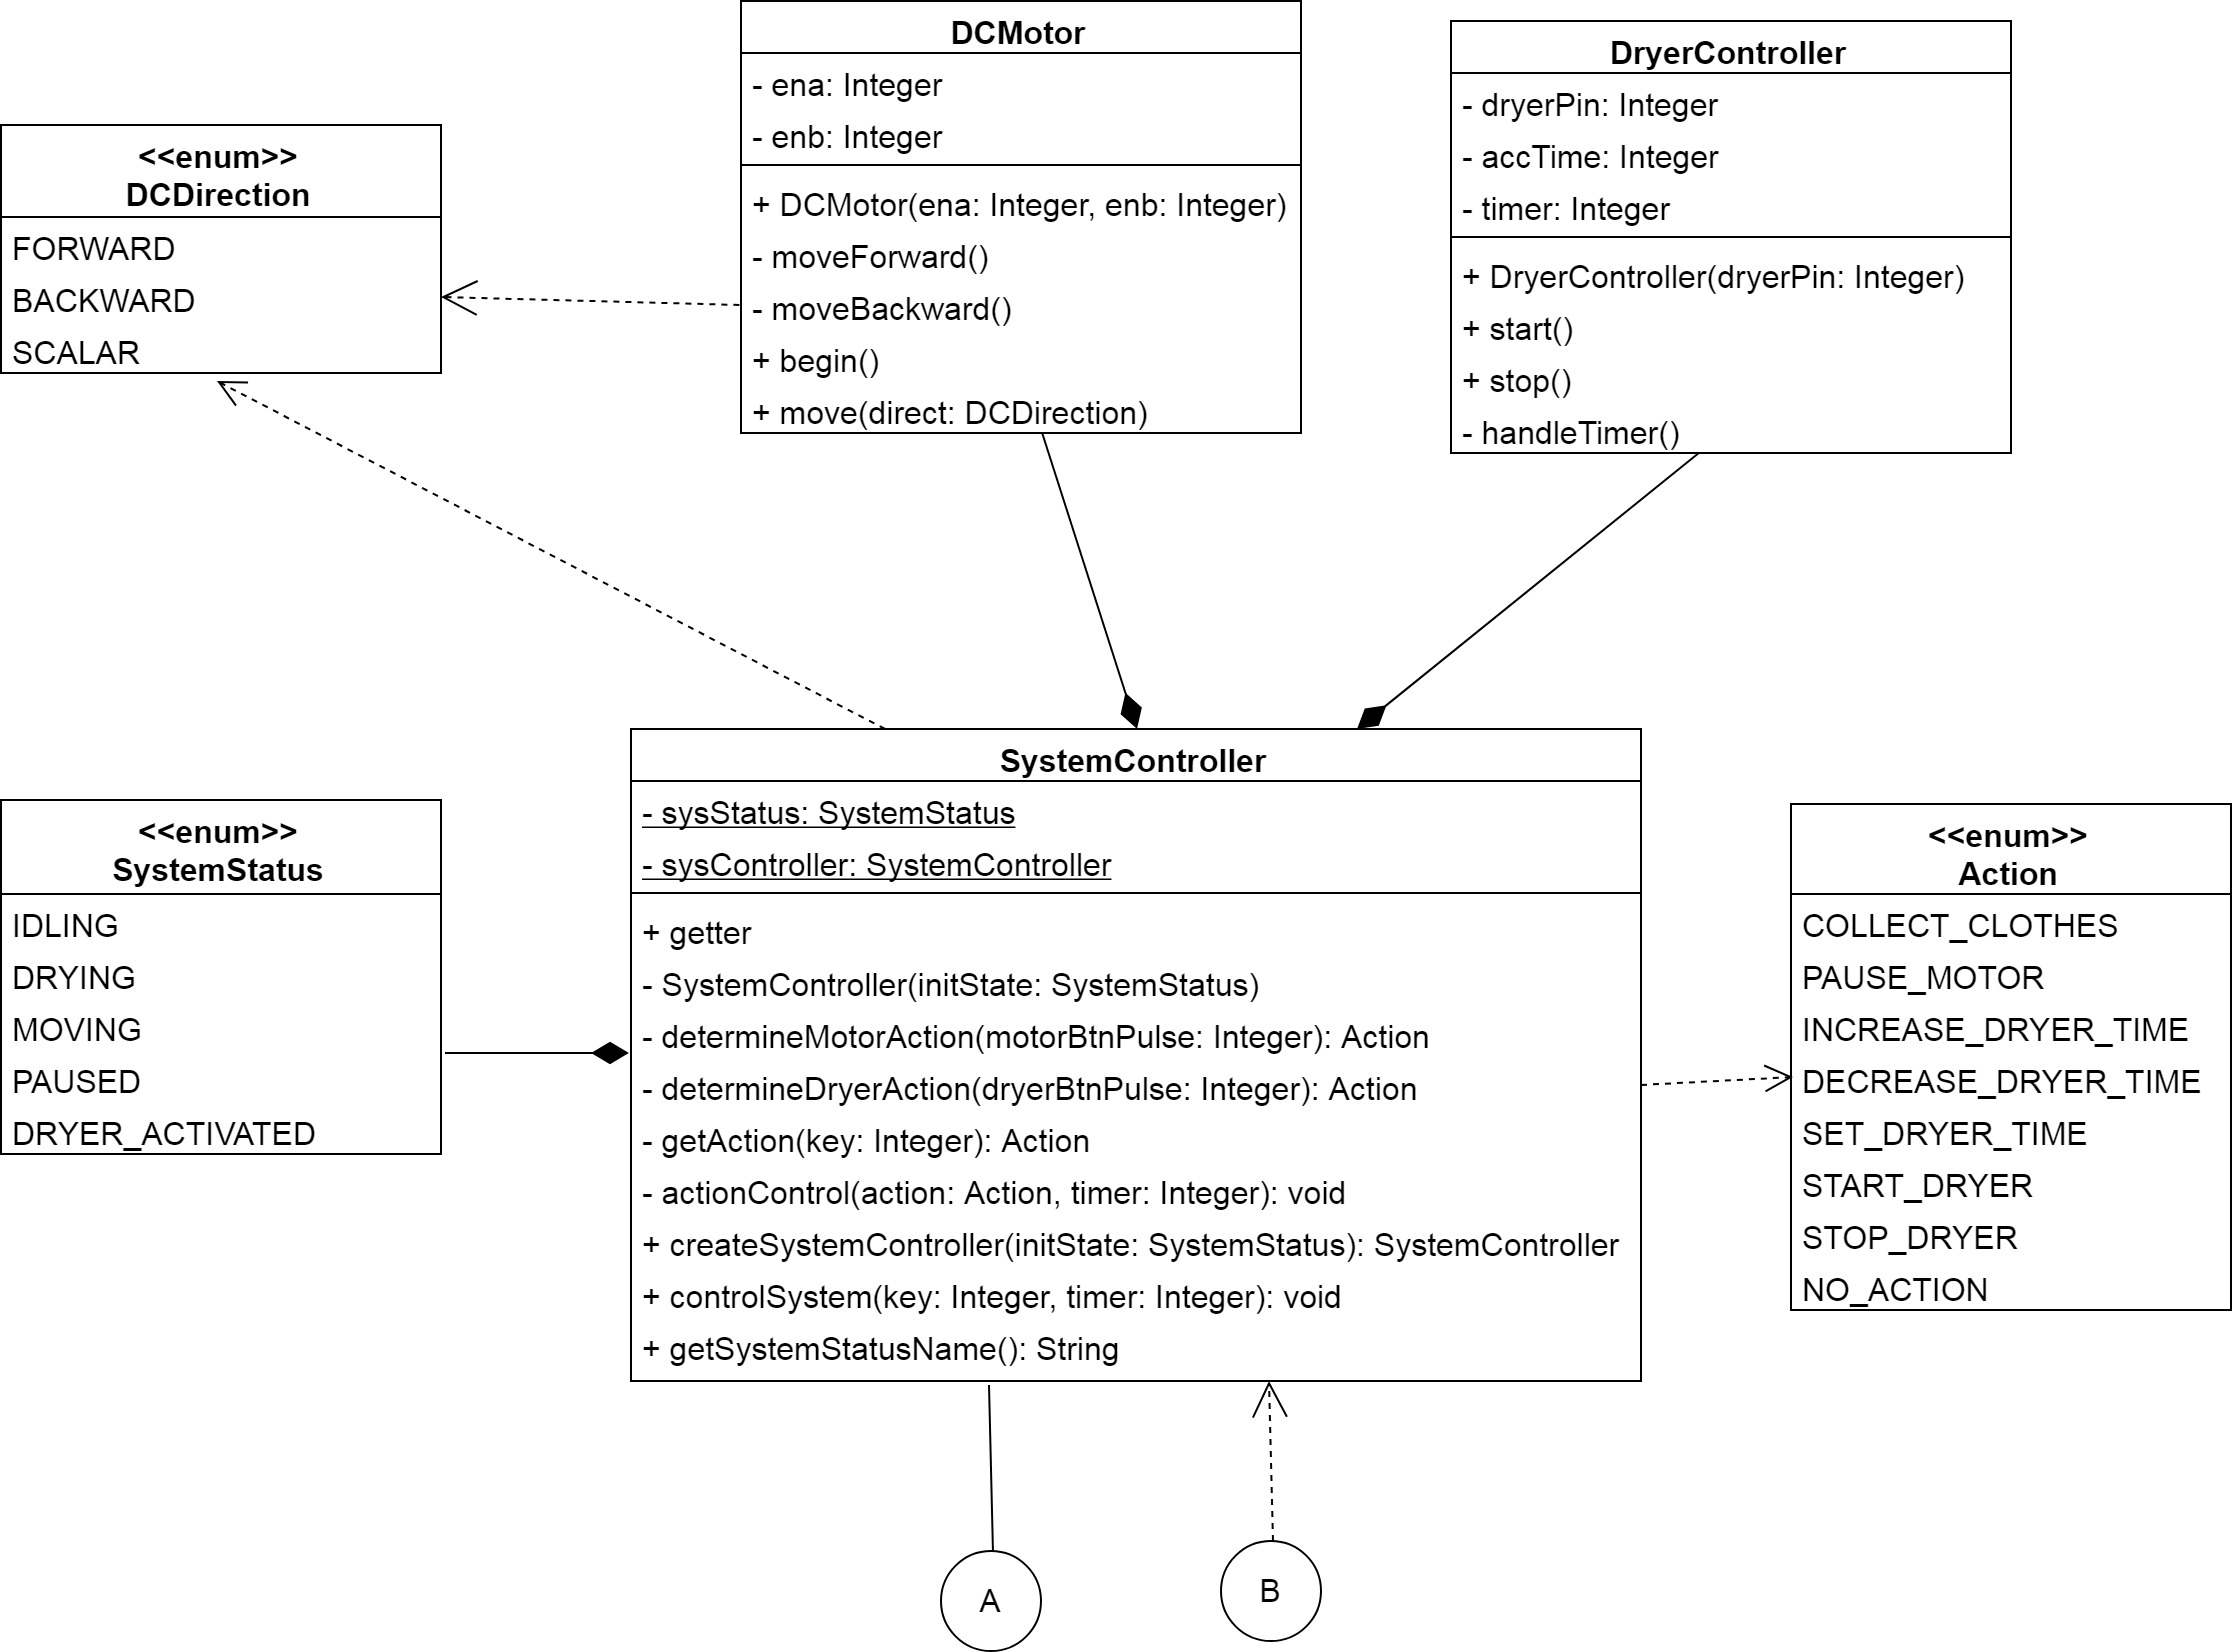 DCMotor
- ena: Integer
- enb: Integer
+ DCMotor(ena: Integer, enb: Integer)
- moveForward()
- moveBackward()
+ begin()
+ move(direct: DCDirection)
DryerController
- dryerPin: Integer
- accTime: Integer
- timer: Integer
+ DryerController(dryerPin: Integer)
+ start()
+ stop()
- handleTimer()
<<enum>>
DCDirection
FORWARD
BACKWARD
SCALAR
SystemController
- sysStatus: SystemStatus
- sysController: SystemController
+ getter
- SystemController(initState: SystemStatus)
- determineMotorAction(motorBtnPulse: Integer): Action
- determineDryerAction(dryerBtnPulse: Integer): Action
- getAction(key: Integer): Action
- actionControl(action: Action, timer: Integer): void
+ createSystemController(initState: SystemStatus): SystemController
+ controlSystem(key: Integer, timer: Integer): void
+ getSystemStatusName(): String
<<enum>>
SystemStatus
IDLING
DRYING
MOVING
PAUSED
DRYER_ACTIVATED
<<enum>>
Action
COLLECT_CLOTHES
PAUSE_MOTOR
INCREASE_DRYER_TIME
DECREASE_DRYER_TIME
SET_DRYER_TIME
START_DRYER
STOP_DRYER
NO_ACTION
A
B